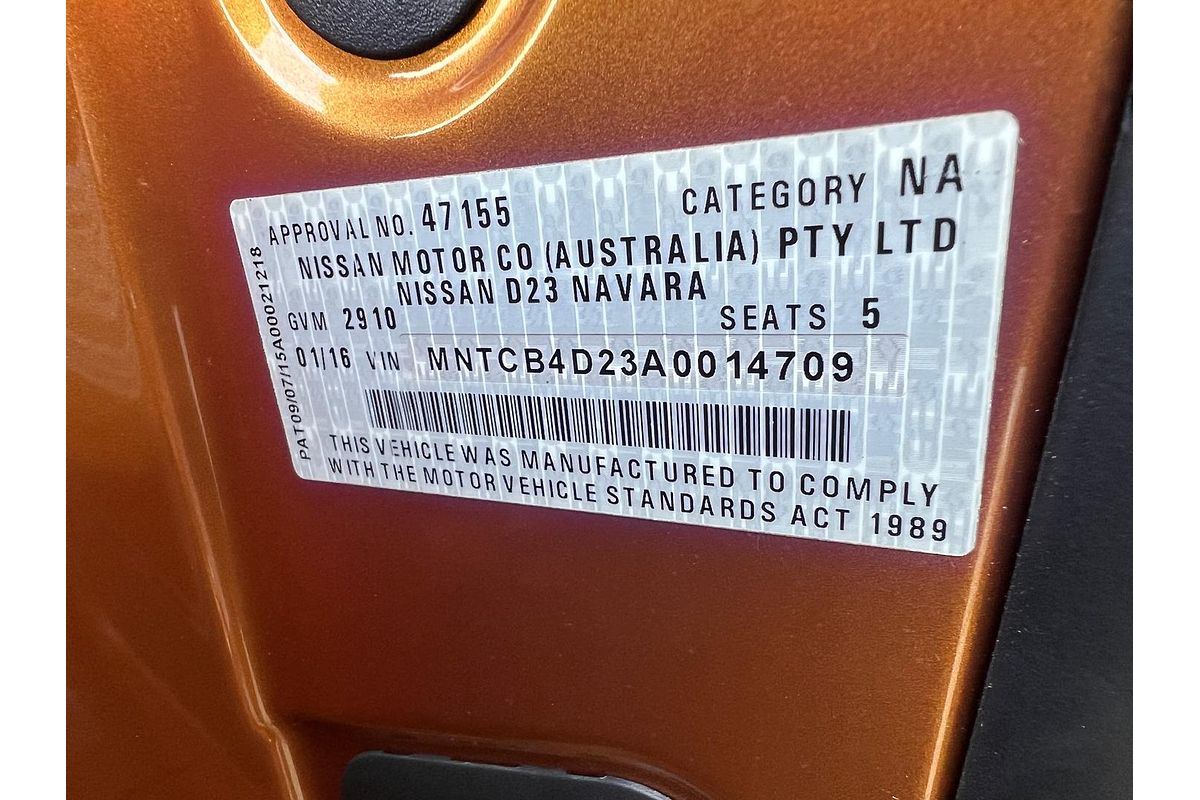 APPROVAL NO. 47155 CATEGORY NA
NISSAN MOTOR CO (AUSTRALIA) PTY LTD
NISSAN D23 NAVARA
GVM 2910 SEATS 5
01/16 VIN MNTCB4D23A0014709
THIS VEHICLE WAS MANUFACTURED TO COMPLY
WITH THE MOTOR VEHICLE STANDARDS ACT 1989
PAT09/07/15A00021218